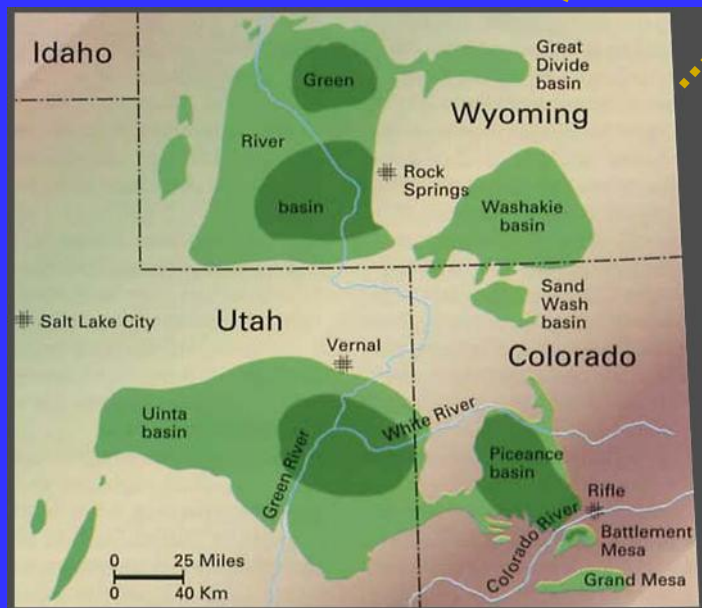 Idaho
Great
Divide
basin
Green
Wyoming
River
Rock
Springs
basin
Washakie
basin
Sand
Wash
basin
Salt Lake City
Utah
Vernal
Colorado
Uinta
basin
White River
Green River
Piceance
basin
Rifle
Colorado River
Battlement
Mesa
Grand Mesa
0 25 Miles
0 40 Km